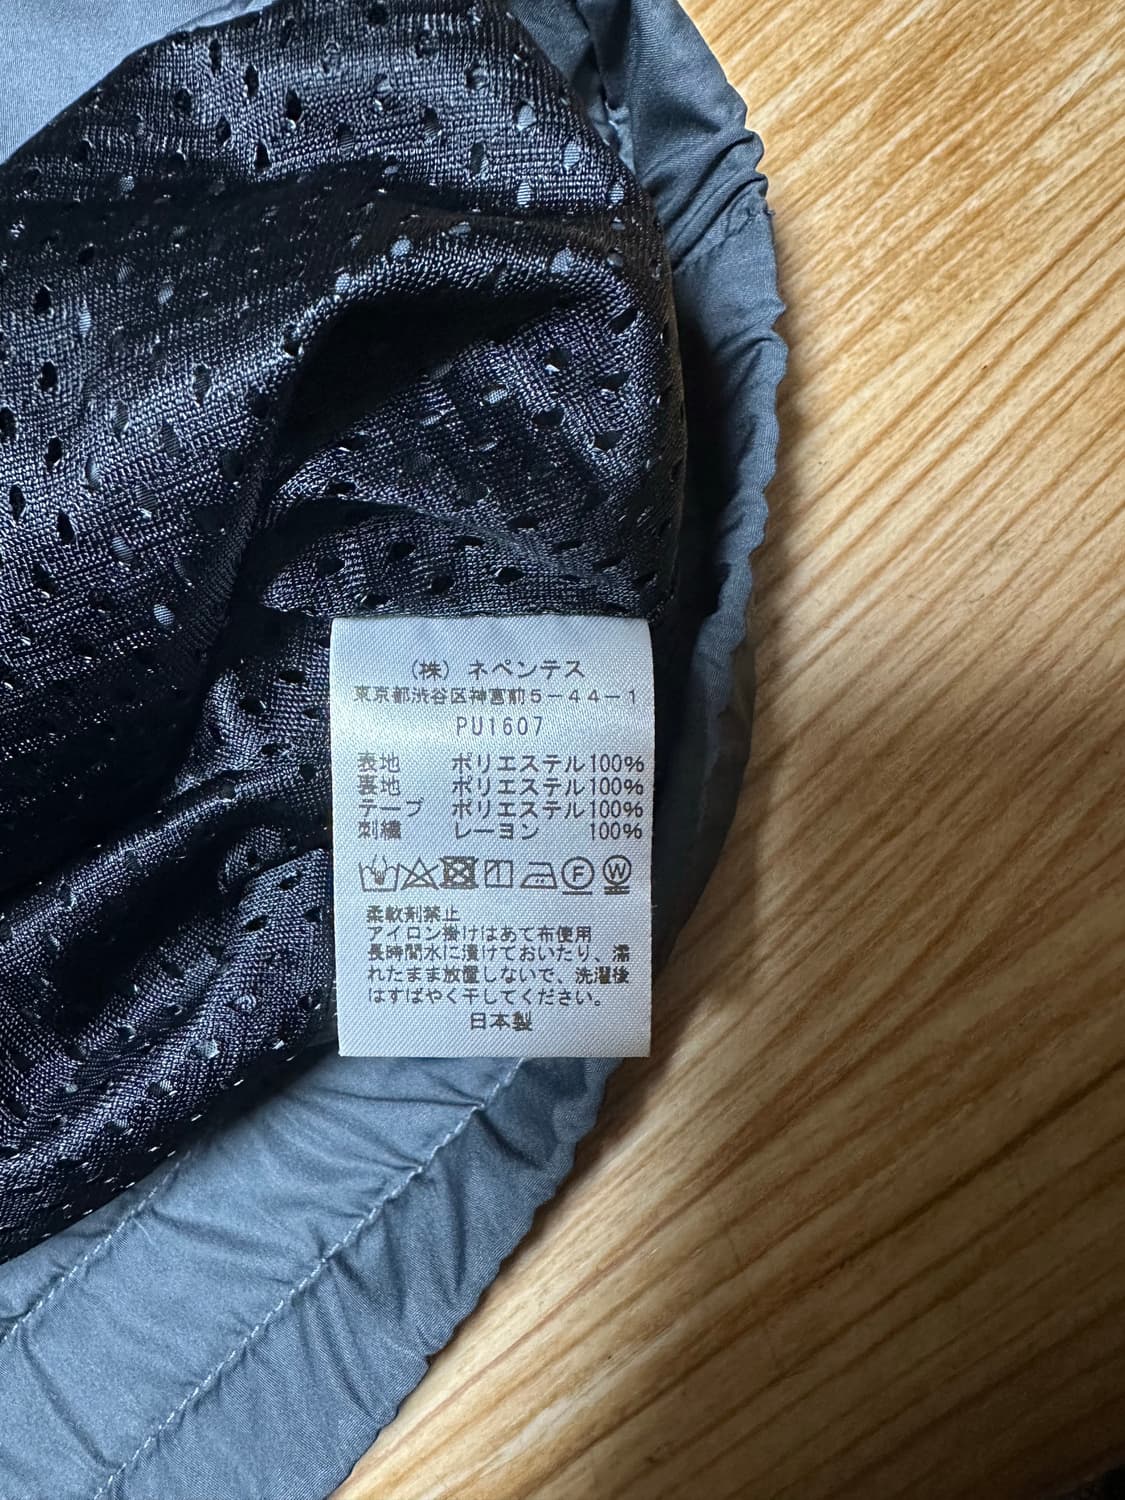 (株) ネペンテス
東京都渋谷区神宮前5-44-1
PU1607
表地 ポリエステル100%
裏地 ポリエステル100%
テープ ポリエステル100%
刺繍 レーヨン 100%
F W
柔軟剤禁止
アイロン掛けはあて布使用
長時間水に漬けておいたり、濡
れたまま放置しないで、洗濯後
はすばやく干してください。
日本製